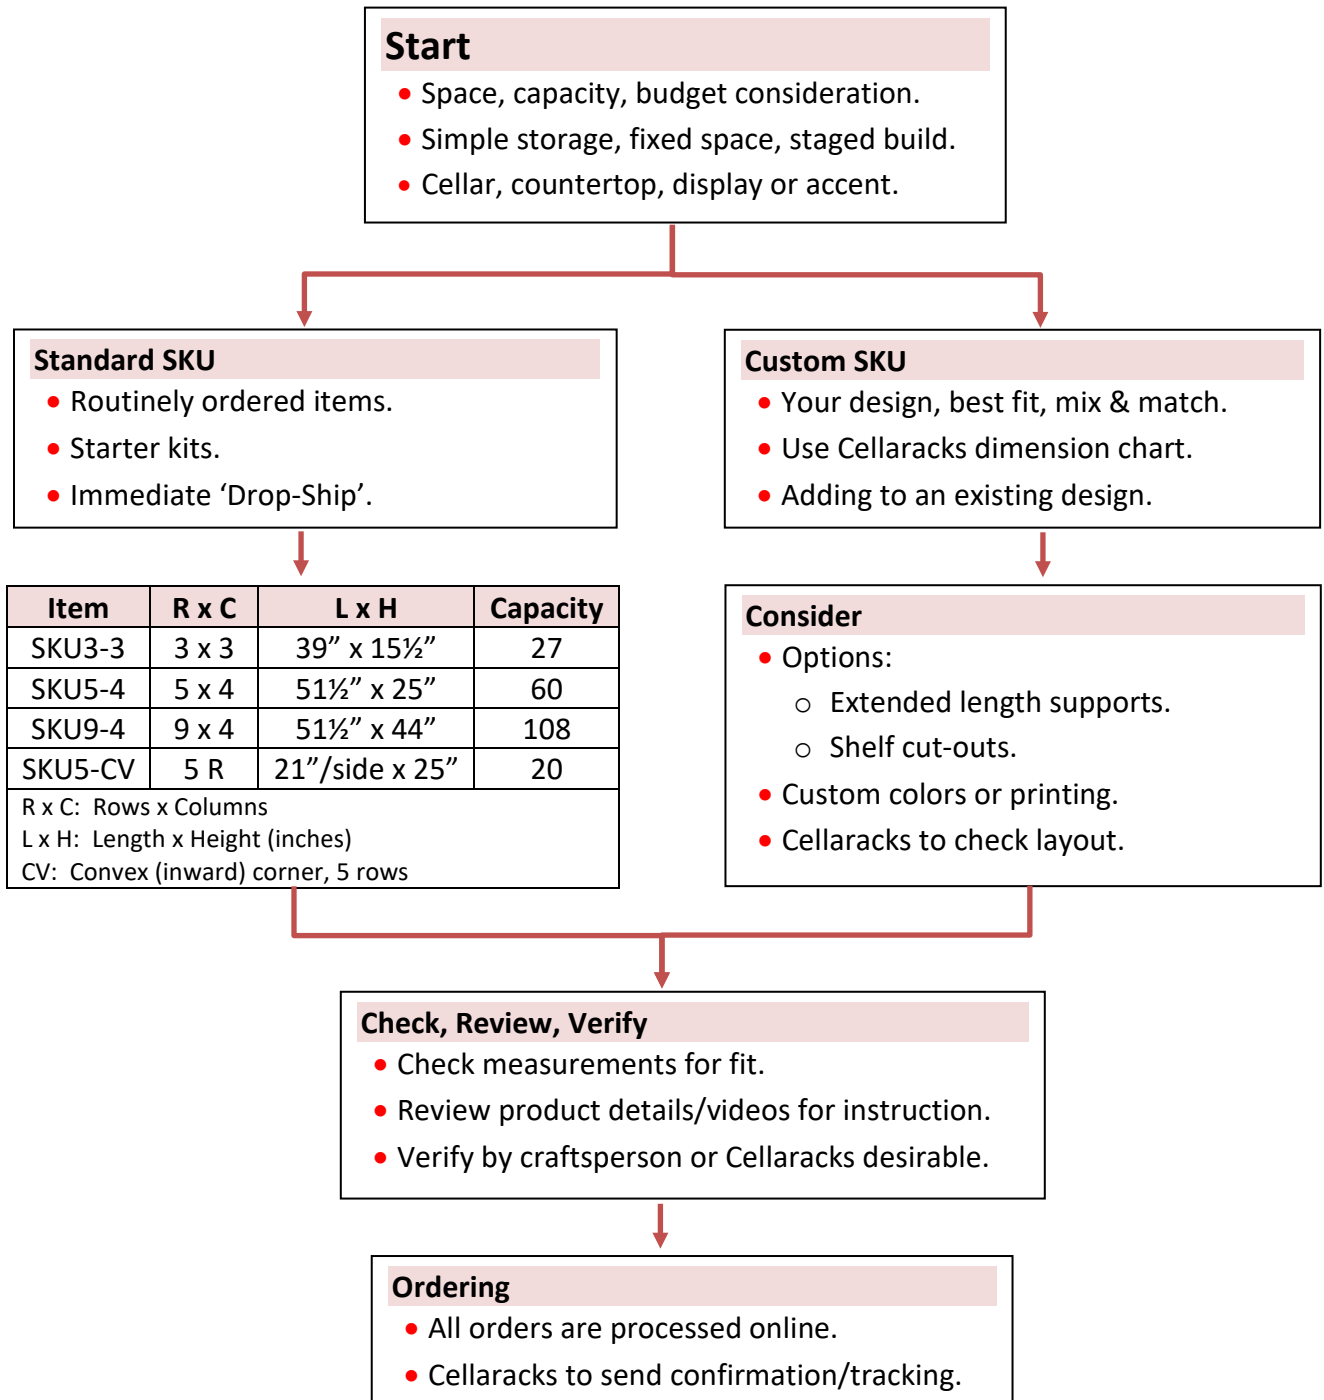 Start
• Space, capacity, budget consideration.
• Simple storage, fixed space, staged build.
• Cellar, countertop, display or accent.
Standard SKU
• Routinely ordered items.
• Starter kits.
• Immediate ‘Drop-Ship’.
Custom SKU
• Your design, best fit, mix & match.
• Use Cellaracks dimension chart.
• Adding to an existing design.
Item R x C L x H Capacity
SKU3-3 3 x 3 39” x 15½” 27
SKU5-4 5 x 4 51½” x 25” 60
SKU9-4 9 x 4 51½” x 44” 108
SKU5-CV 5 R 21”/side x 25” 20
R x C: Rows x Columns
L x H: Length x Height (inches)
CV: Convex (inward) corner, 5 rows
Consider
• Options:
o Extended length supports.
o Shelf cut-outs.
• Custom colors or printing.
• Cellaracks to check layout.
Check, Review, Verify
• Check measurements for fit.
• Review product details/videos for instruction.
• Verify by craftsperson or Cellaracks desirable.
Ordering
• All orders are processed online.
• Cellaracks to send confirmation/tracking.